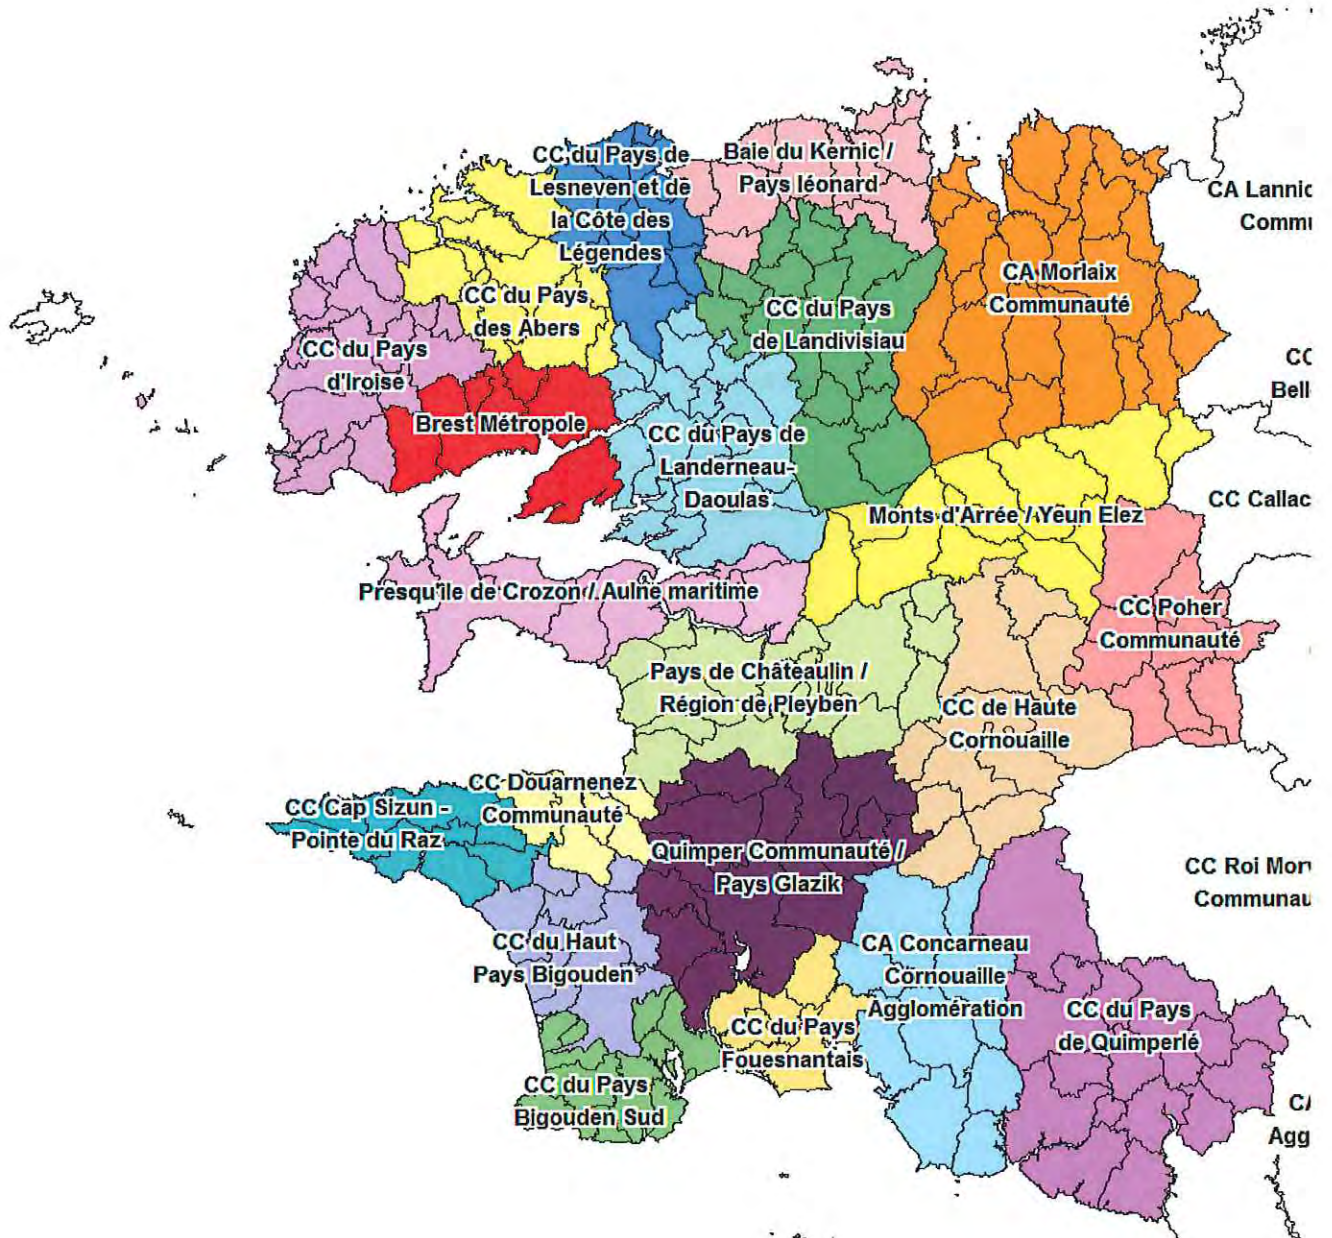 CC du Pays de
Lesneven et de
la Côte des
Légendes
Baie du Kernic /
Pays léonard
CA Lannic
Commu
CA Morlaix
Communauté
CC du Pays
des Abers
CC du Pays
de Landivisiau
CC du Pays
d'Iroise
CC
Bell
Brest Métropole
CC du Pays de
Landerneau-
Daoulas
CC Callac
Monts d'Arrée / Yeun Elez
Presqu'ile de Crozon / Aulne maritime
CC Poher
Communauté
Pays de Châteaulin /
Région de Pleyben
CC de Haute
Cornouaille
CC Douarnenez
Communauté
CC Cap Sizun -
Pointe du Raz
Quimper Communauté /
Pays Glazik
CC Roi Morv
Communau
CC du Haut
Pays Bigouden
CA Concarneau
Cornouaille
Agglomération
CC du Pays
de Quimperlé
CC du Pays
Fouesnantais
CC du Pays
Bigouden Sud
CA
Agg